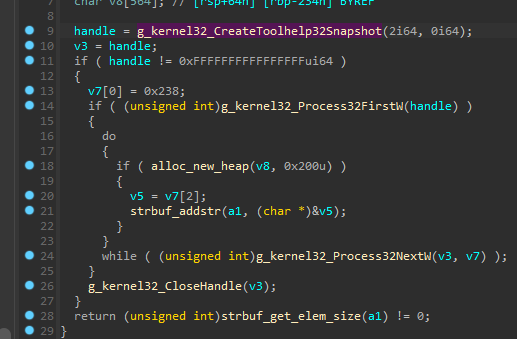 7 char v8[564]; // [rsp+64h] [rbp-234h] BYREF
8
9 handle = g_kernel32_CreateToolhelp32Snapshot(2i64, 0i64);
10 v3 = handle;
11 if ( handle != 0xFFFFFFFFFFFFFFFFui64 )
12 {
13 v7[0] = 0x238;
14 if ( (unsigned int)g_kernel32_Process32FirstW(handle) )
15 {
16 do
17 {
18 if ( alloc_new_heap(v8, 0x200u) )
19 {
20 v5 = v7[2];
21 strbuf_addstr(a1, (char *)&v5);
22 }
23 }
24 while ( (unsigned int)g_kernel32_Process32NextW(v3, v7) );
25 }
26 g_kernel32_CloseHandle(v3);
27 }
28 return (unsigned int)strbuf_get_elem_size(a1) != 0;
29 }